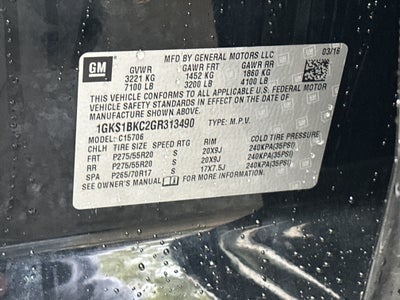 GM
MFD BY GENERAL MOTORS LLC 03/16
GVWR GAWR FRT GAWR RR
3221 KG 1452 KG 1860 KG
7100 LB 3200 LB 4100 LB
THIS VEHICLE CONFORMS TO ALL APPLICABLE U.S. FEDERAL MOTOR
VEHICLE SAFETY STANDARDS IN EFFECT ON THE DATE OF
MANUFACTURE SHOWN ABOVE.
1GKS1BKC2GR313490 TYPE: M.P.V.
MODEL: C15706
CHLH TIRE SIZE SPEED RTG RIM COLD TIRE PRESSURE
FRT P275/55R20 S 20X9J 240KPA(35PSI)
RR P275/55R20 S 20X9J 240KPA(35PSI)
SPA P265/70R17 S 17X7.5J 240KPA(35PSI)
SEE OWNER'S MANUAL FOR MORE INFORMATION.